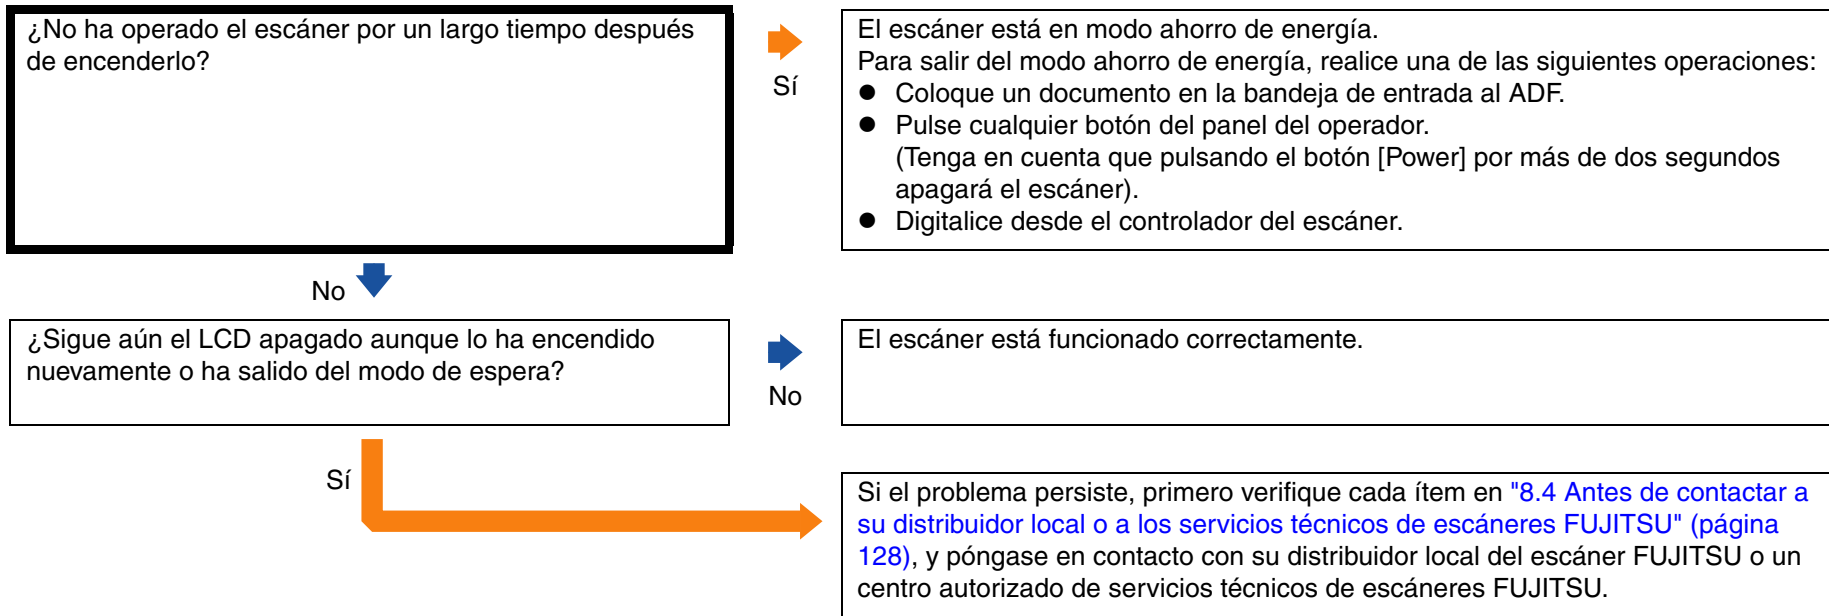 ¿No ha operado el escáner por un largo tiempo después
de encenderlo?
Sí
El escáner está en modo ahorro de energía.
Para salir del modo ahorro de energía, realice una de las siguientes operaciones:
● Coloque un documento en la bandeja de entrada al ADF.
● Pulse cualquier botón del panel del operador.
(Tenga en cuenta que pulsando el botón [Power] por más de dos segundos
apagará el escáner).
● Digitalice desde el controlador del escáner.
No
¿Sigue aún el LCD apagado aunque lo ha encendido
nuevamente o ha salido del modo de espera?
No
El escáner está funcionado correctamente.
Sí
Si el problema persiste, primero verifique cada ítem en "8.4 Antes de contactar a
su distribuidor local o a los servicios técnicos de escáneres FUJITSU" (página
128), y póngase en contacto con su distribuidor local del escáner FUJITSU o un
centro autorizado de servicios técnicos de escáneres FUJITSU.